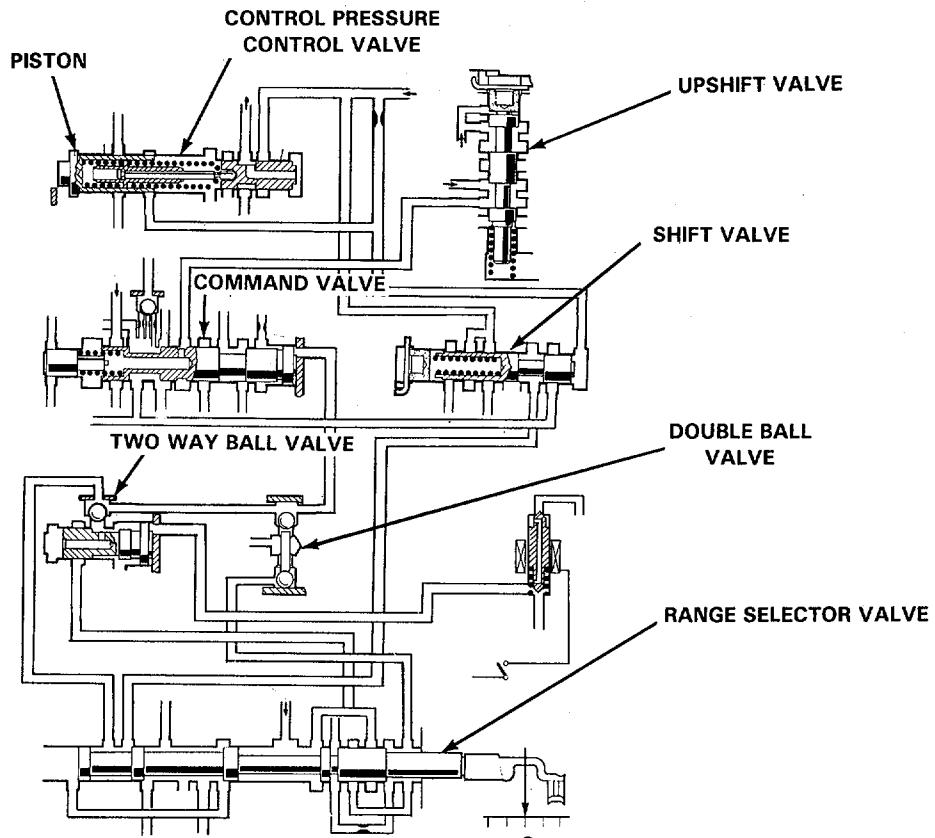 CONTROL PRESSURE
CONTROL VALVE
PISTON
UPSHIFT VALVE
SHIFT VALVE
COMMAND VALVE
TWO WAY BALL VALVE
DOUBLE BALL
VALVE
RANGE SELECTOR VALVE